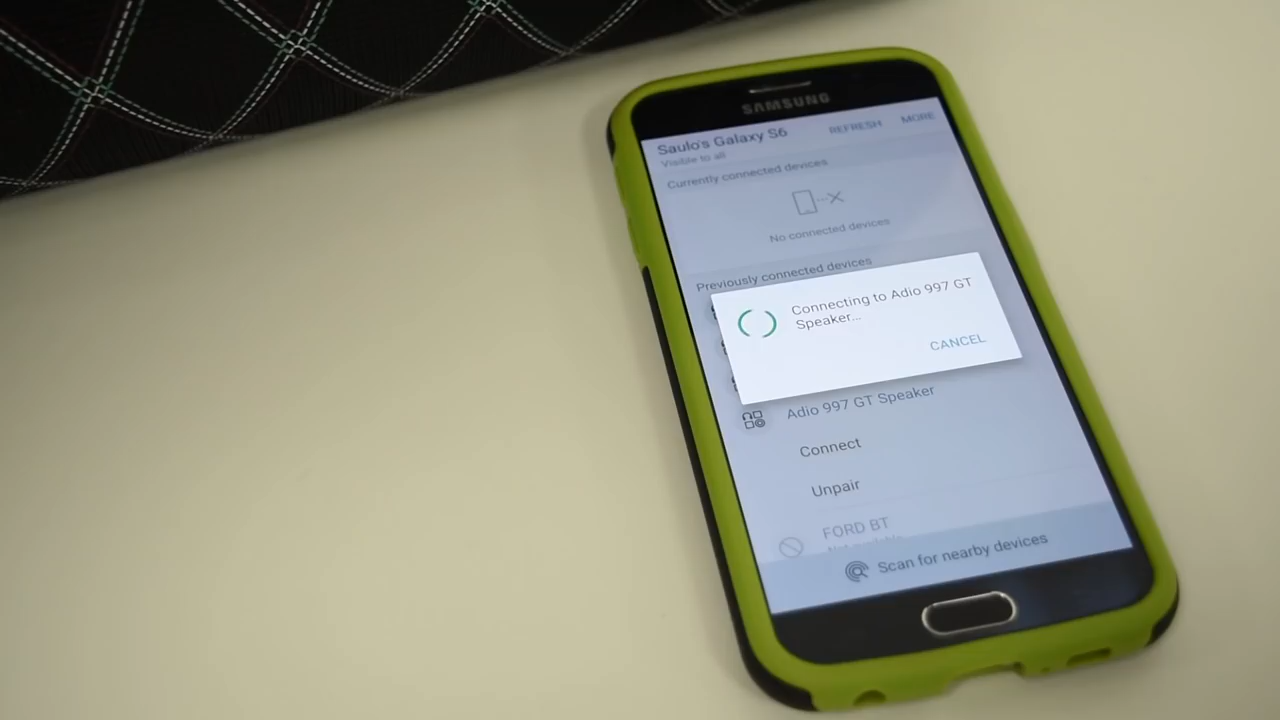 SAMSUNG
Saulo's Galaxy S6
REFRESH
MORE
Visible to all
Currently connected devices
No connected devices
Previously connected devices
Connecting to Adio 997 GT
Speaker...
CANCEL
Adio 997 GT Speaker
Connect
Unpair
FORD BT
Scan for nearby devices